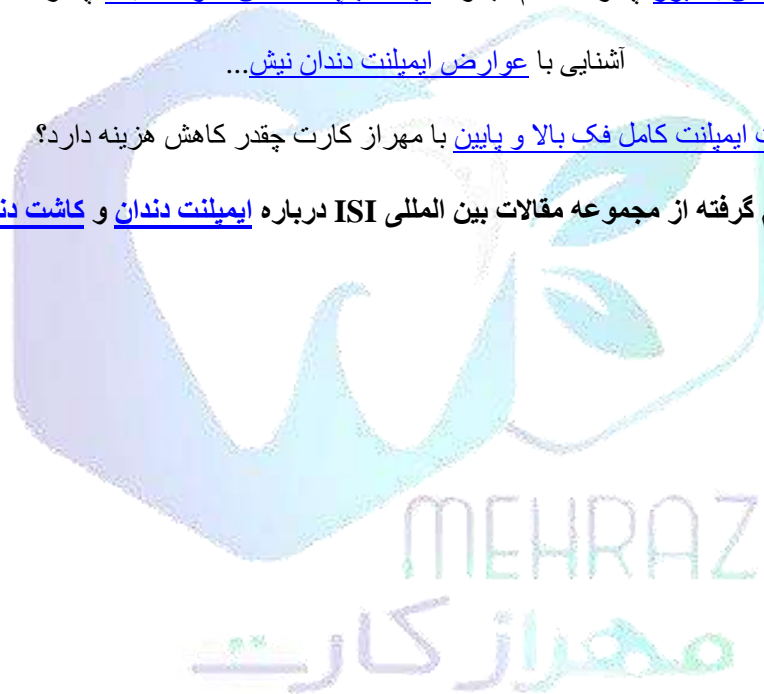 آشنایی با عوارض ایمپلنت دندان نیش...
ایمپلنت کامل فک بالا و پایین با مهراز کارت چقدر کاهش هزینه دارد؟
گرفته از مجموعه مقالات بین المللی ISI درباره ایمپلنت دندان و کاشت
MEHRAZ
مهراز کارت